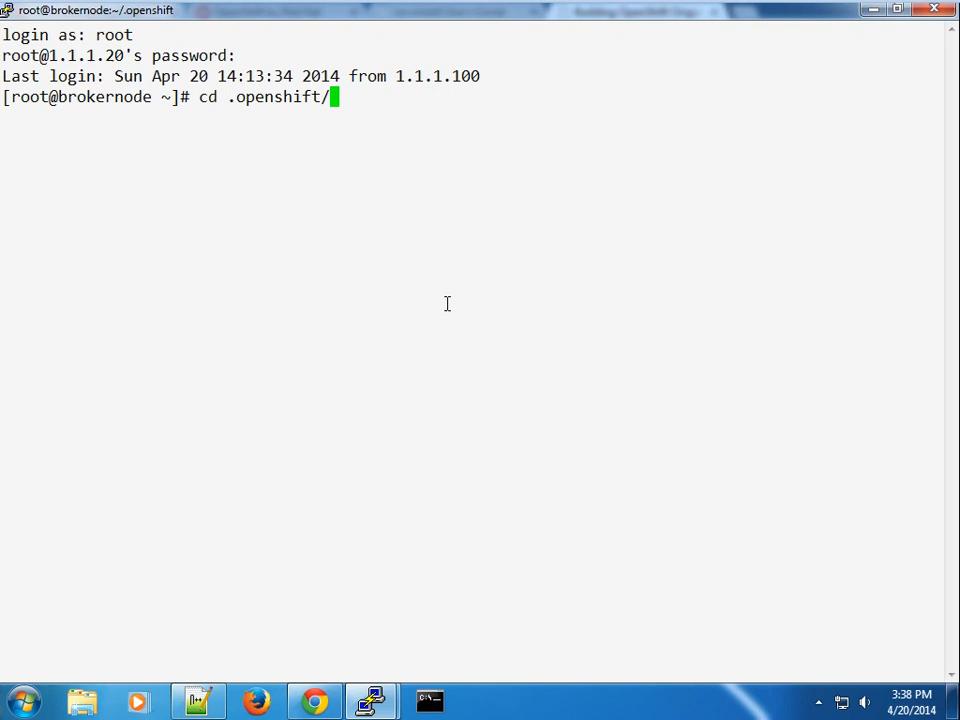 root@brokernode:~/.openshift
login as: root
root@1.1.1.20's password:
Last login: Sun Apr 20 14:13:34 2014 from 1.1.1.100
[root@brokernode ~]# cd .openshift/
3:38 PM
4/20/2014